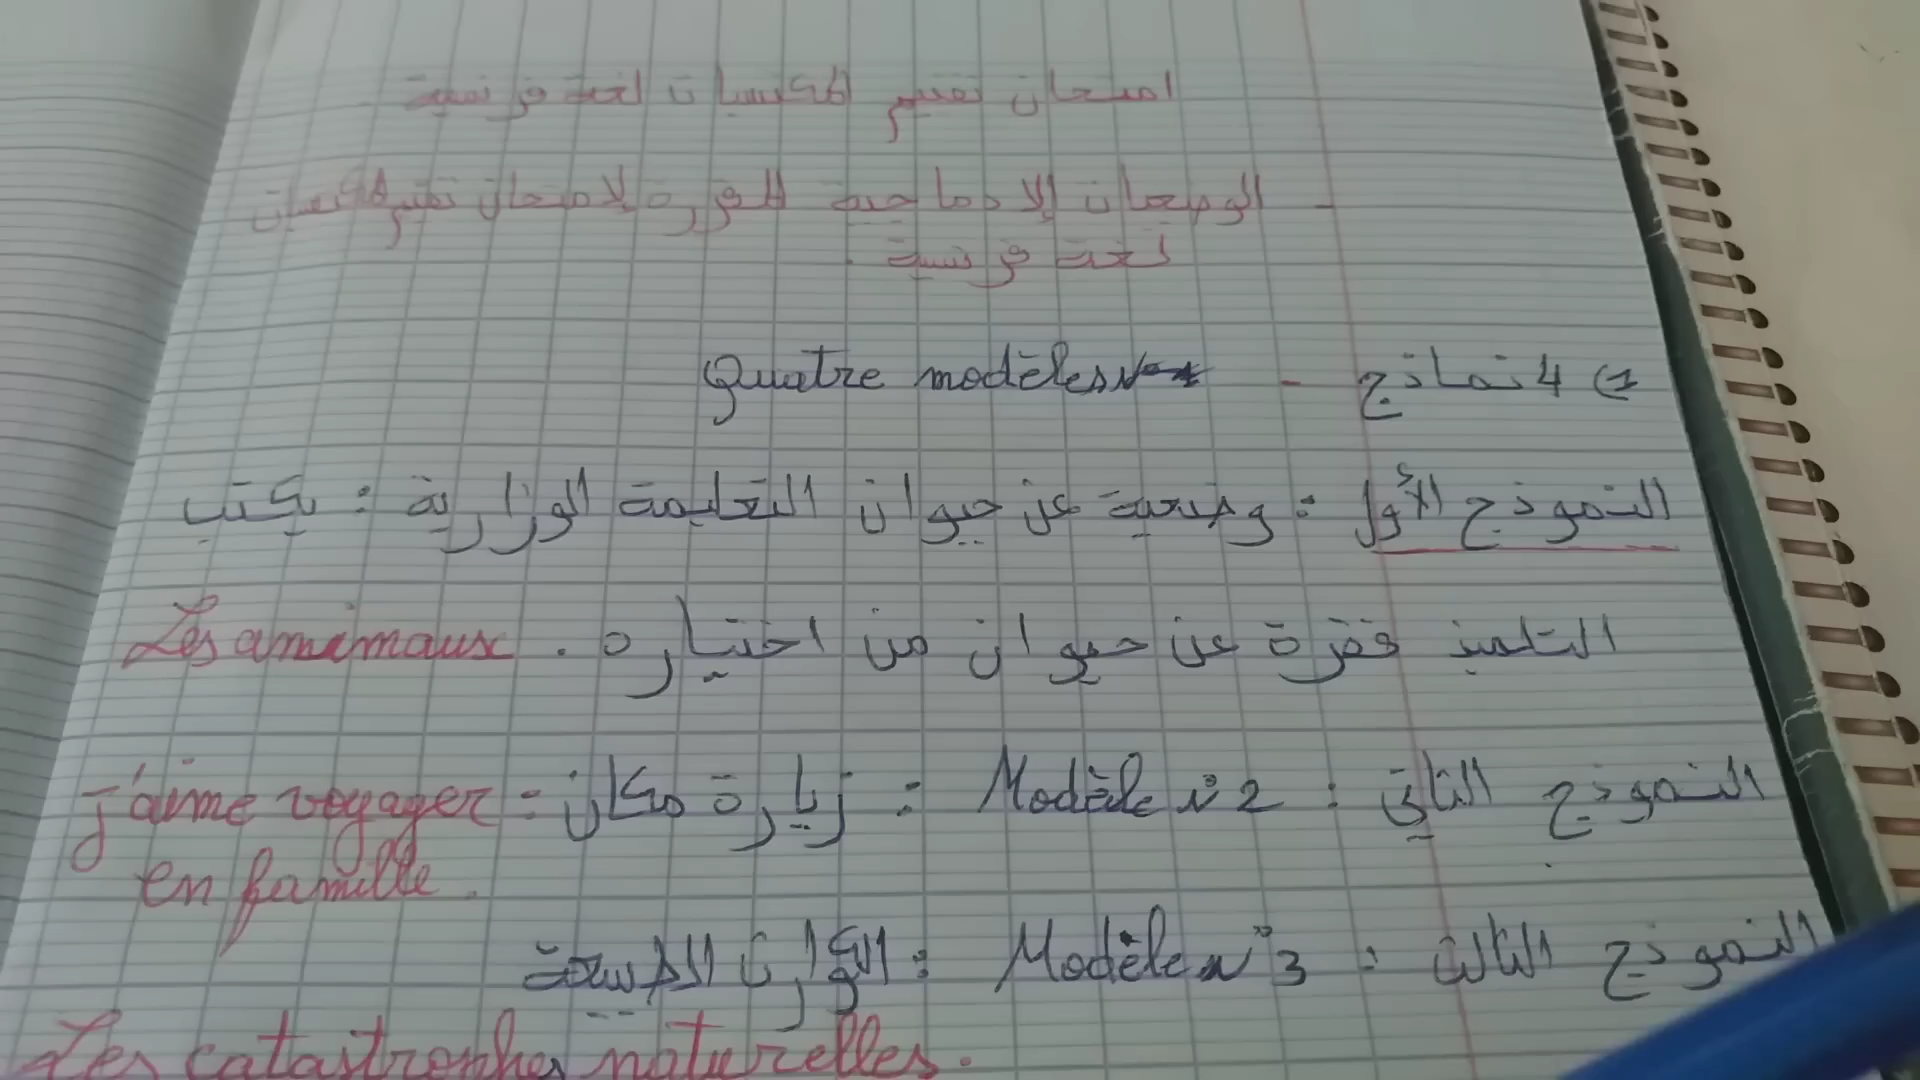 امتحان تقييم المكتسبات لغة فرنسية
- الوضعيات الإدماجية المقررة لامتحان تقييم المكتسبات
لغة فرنسية.
1) 4 نماذج - Quatre modèles
النموذج الأول : وضعية عن حيوان التعليمة الوزارية : يكتب
التلميذ فقرة عن حيوان من اختياره . Les animaux
النموذج الثاني : Modèle n°2 : زيارة مكان = J'aime voyager
en famille.
النموذج الثالث : Modèle n°3 : الكوارث الطبيعية
Les catastrophes naturelles.